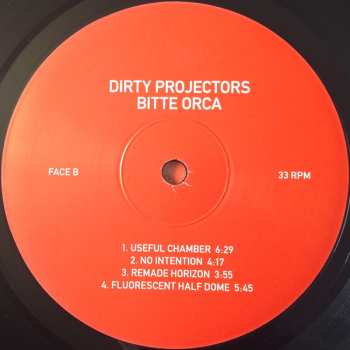 DIRTY PROJECTORS
BITTE ORCA
FACE B
33 RPM
1. USEFUL CHAMBER 6:29
2. NO INTENTION 4:17
3. REMADE HORIZON 3:55
4. FLUORESCENT HALF DOME 5:45